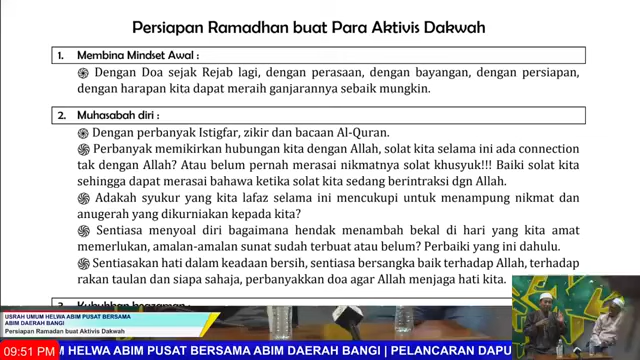 Persiapan Ramadhan buat Para Aktivis Dakwah
1. Membina Mindset Awal :
Dengan Doa sejak Rejab lagi, dengan perasaan, dengan bayangan, dengan persiapan,
dengan harapan kita dapat meraih ganjarannya sebaik mungkin.
2. Muhasabah diri :
Dengan perbanyak Istigfar, zikir dan bacaan Al-Quran.
Perbanyak memikirkan hubungan kita dengan Allah, solat kita selama ini ada connection
tak dengan Allah? Atau belum pernah merasai nikmatnya solat khusyuk!!! Baiki solat kita
sehingga dapat merasai bahawa ketika solat kita sedang berintraksi dgn Allah.
Adakah syukur yang kita lafaz selama ini mencukupi untuk menampung nikmat dan
anugerah yang dikurniakan kepada kita?
Sentiasa menyoal diri bagaimana hendak menambah bekal di hari yang kita amat
memerlukan, amalan-amalan sunat sudah terbuat atau belum? Perbaiki yang ini dahulu.
Sentiasakan hati dalam keadaan bersih, sentiasa bersangka baik terhadap Allah, terhadap
rakan taulan dan siapa sahaja, perbanyakkan doa agar Allah menjaga hati kita.
USRAH UMUM HELWA ABIM PUSAT BERSAMA
ABIM DAERAH BANGI
Persiapan Ramadan buat Aktivis Dakwah
09:51 PM M HELWA ABIM PUSAT BERSAMA ABIM DAERAH BANGI | PELANCARAN DAPU